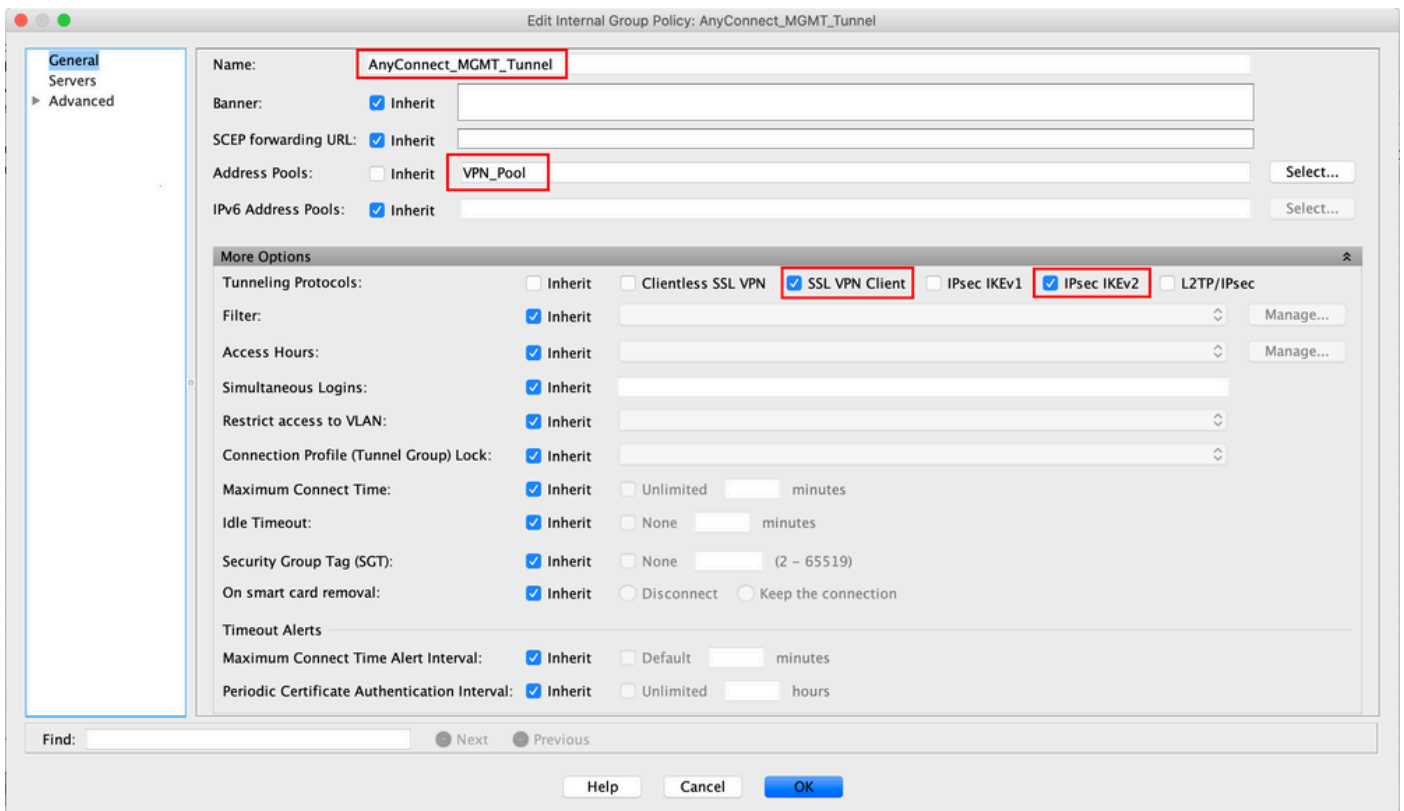 Edit Internal Group Policy: AnyConnect_MGMT_Tunnel
General
Servers
Advanced
Name: AnyConnect_MGMT_Tunnel
Banner: Inherit
SCEP forwarding URL: Inherit
Address Pools: Inherit VPN_Pool Select...
IPv6 Address Pools: Inherit Select...
More Options
Tunneling Protocols: Inherit Clientless SSL VPN SSL VPN Client IPsec IKEv1 IPsec IKEv2 L2TP/IPsec
Filter: Inherit Manage...
Access Hours: Inherit Manage...
Simultaneous Logins: Inherit
Restrict access to VLAN: Inherit
Connection Profile (Tunnel Group) Lock: Inherit
Maximum Connect Time: Inherit Unlimited minutes
Idle Timeout: Inherit None minutes
Security Group Tag (SGT): Inherit None (2 – 65519)
On smart card removal: Inherit Disconnect Keep the connection
Timeout Alerts
Maximum Connect Time Alert Interval: Inherit Default minutes
Periodic Certificate Authentication Interval: Inherit Unlimited hours
Find: Next Previous
Help Cancel OK